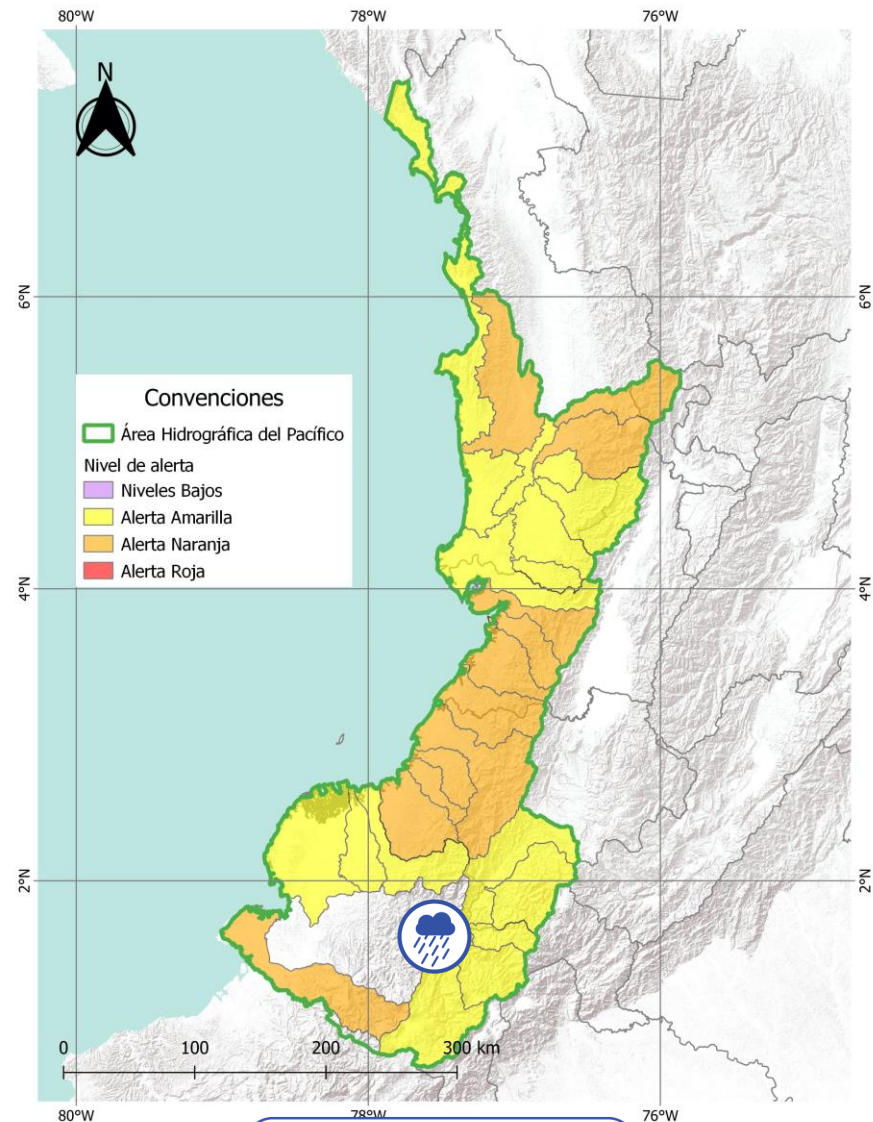 80°W 78°W 76°W
N
6°N 6°N
Convenciones
Área Hidrográfica del Pacífico
Nivel de alerta
Niveles Bajos
Alerta Amarilla
Alerta Naranja
Alerta Roja
4°N 4°N
2°N 2°N
0 100 200 300 km
80°W 78°W 76°W